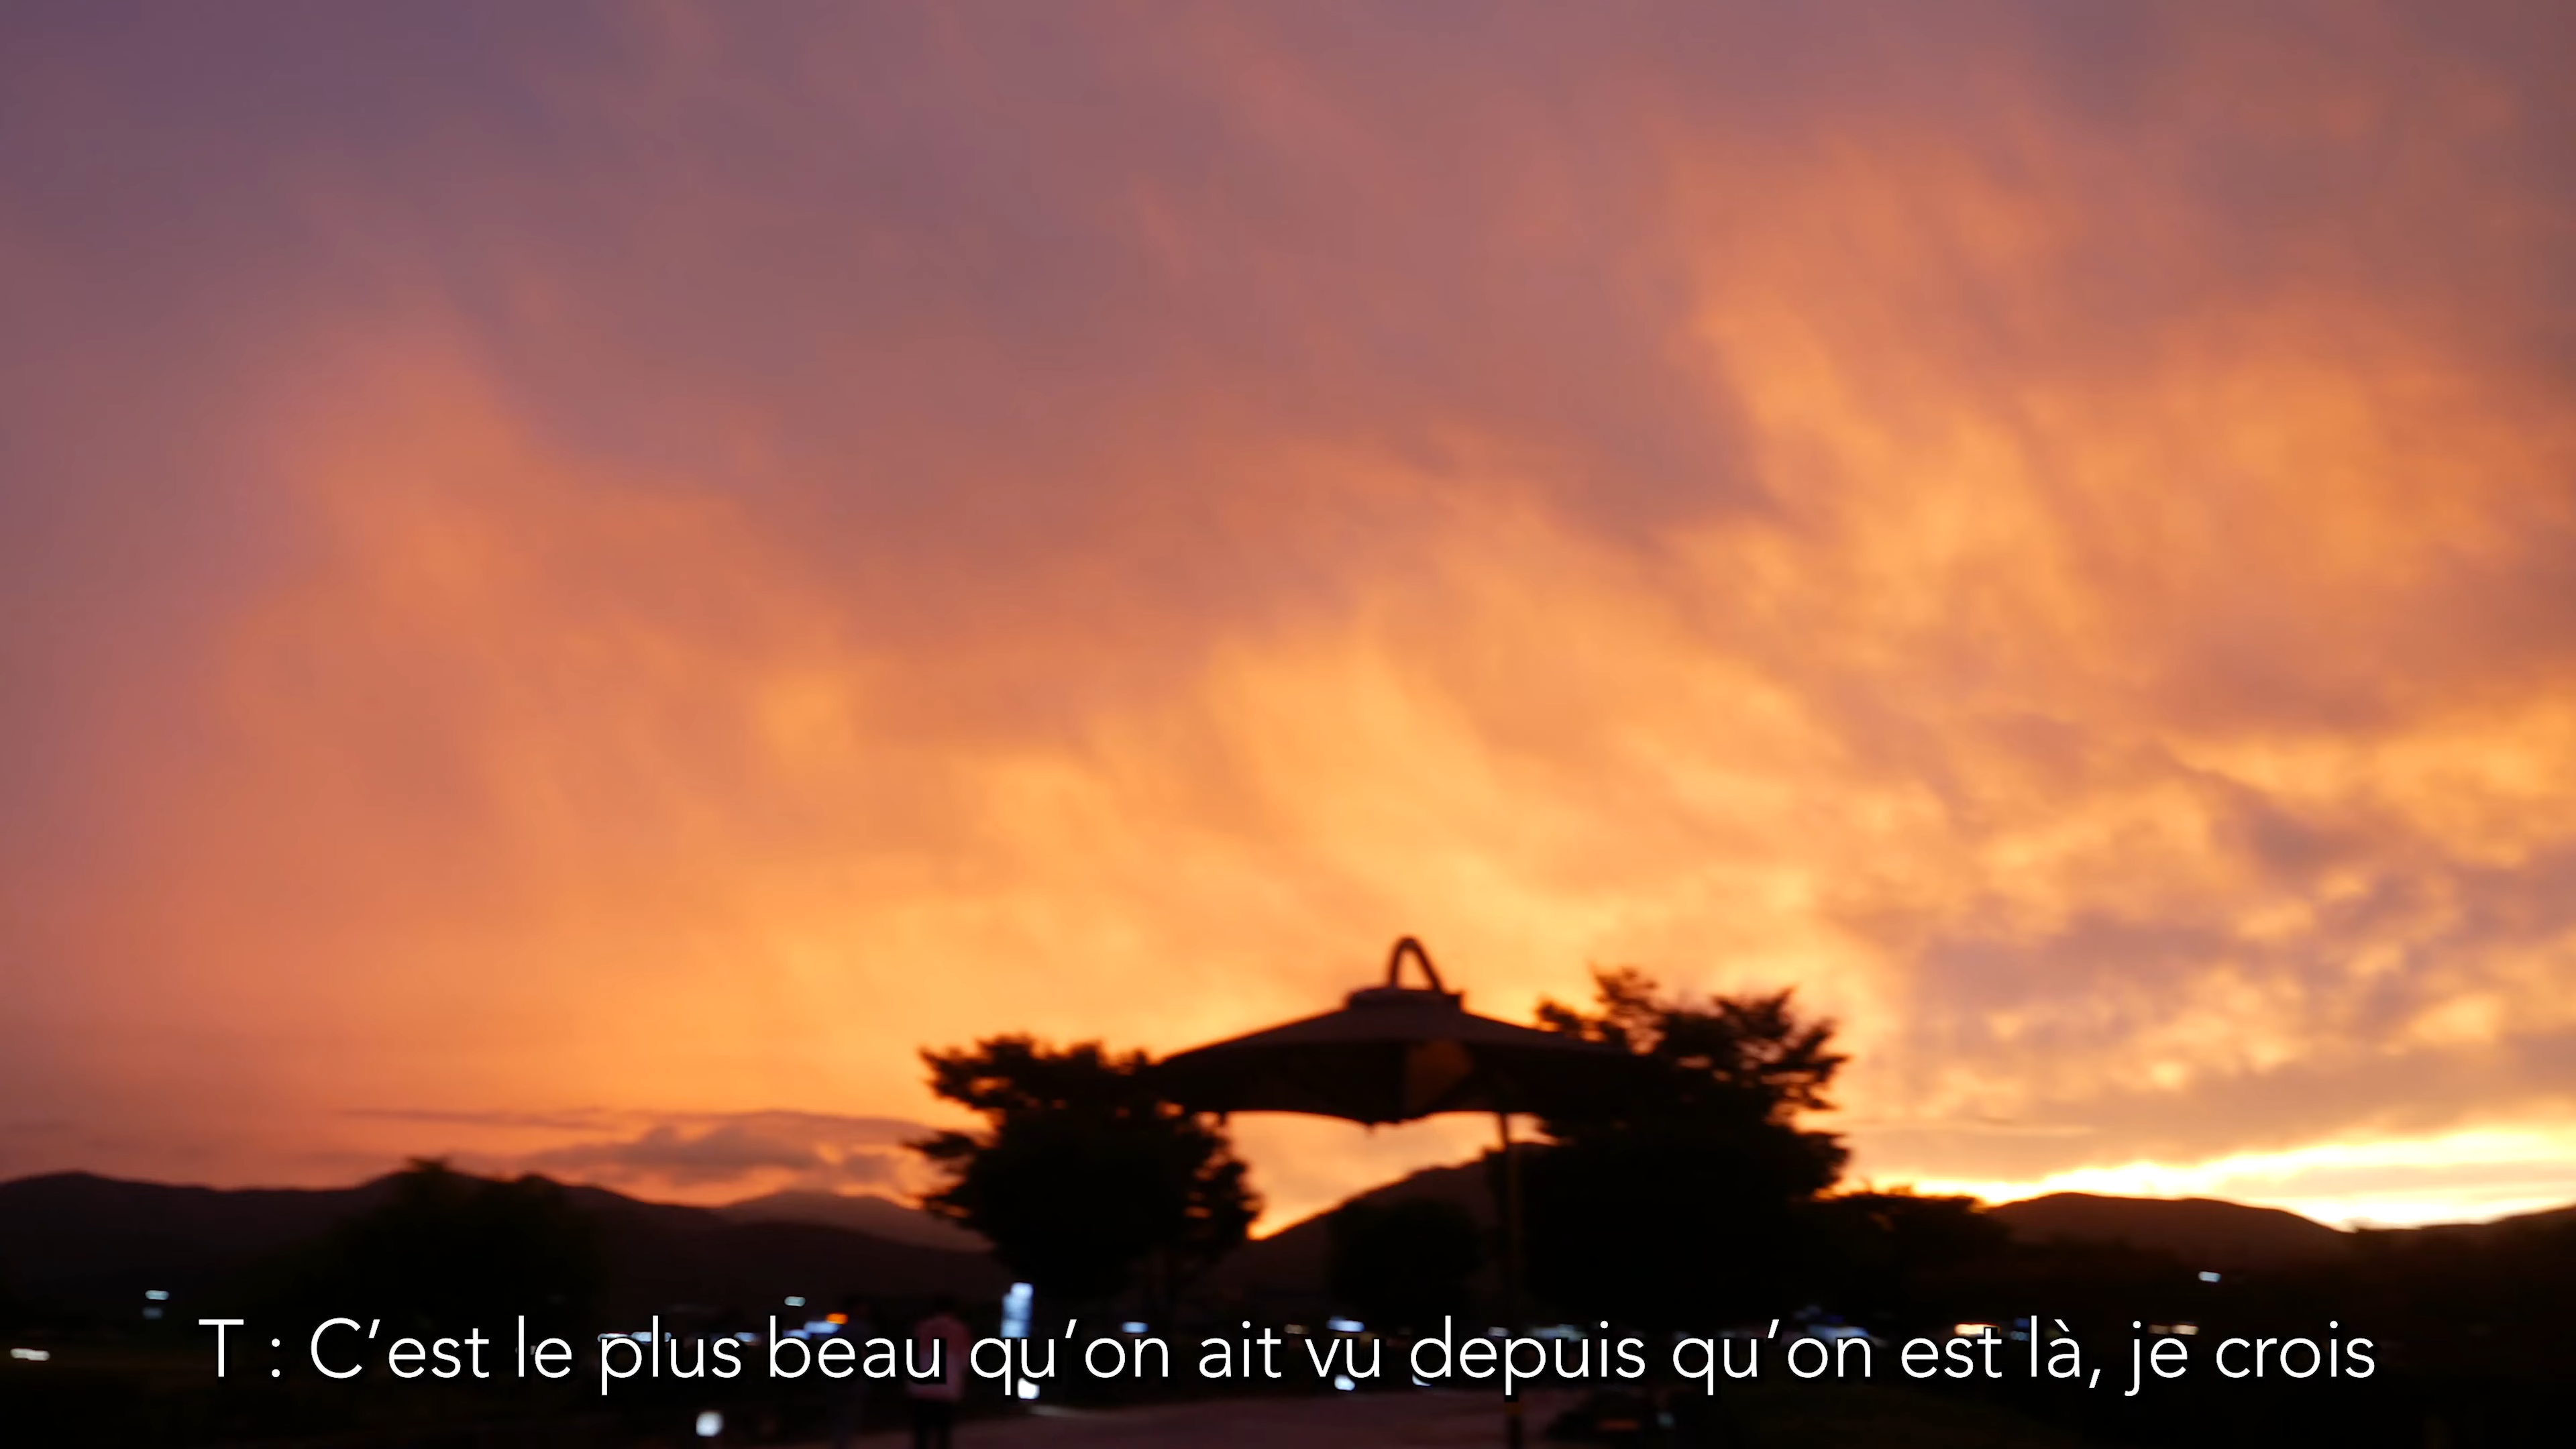 T : C’est le plus beau qu’on ait vu depuis qu’on est là, je crois